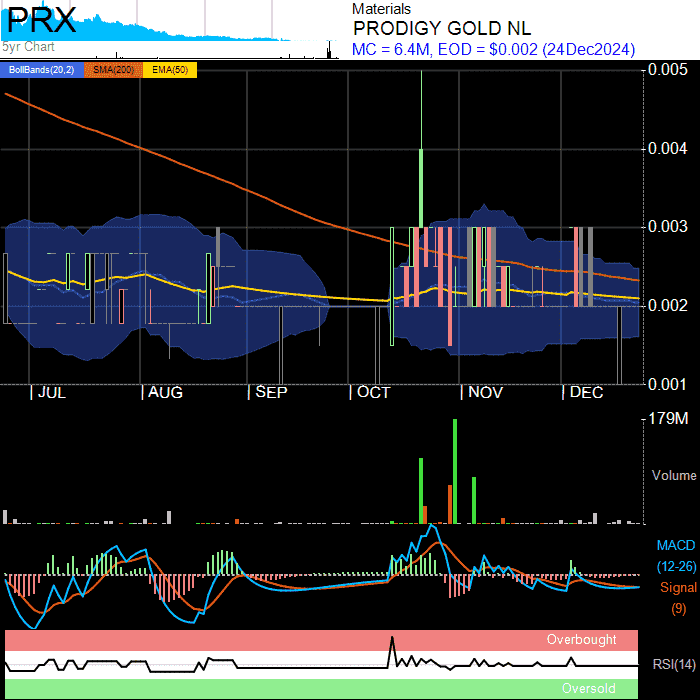 PRX
5yr Chart
Materials
PRODIGY GOLD NL
MC = 6.4M, EOD = $0.002 (24Dec2024)
BollBands(20,2) SMA(200) EMA(50)
0.005
0.004
0.003
0.002
0.001
JUL AUG SEP OCT NOV DEC
179M
Volume
MACD
(12-26)
Signal
(9)
Overbought
RSI(14)
Oversold